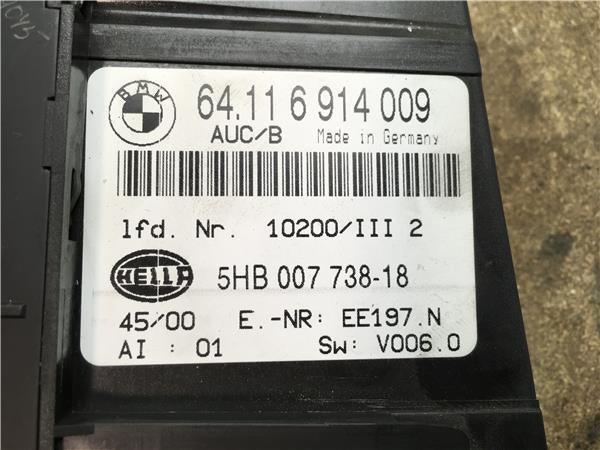 BMW
64.11 6 914 009
AUC/B Made in Germany
lfd. Nr. 10200/III 2
HELLA 5HB 007 738-18
45/00 E.-NR: EE197.N
AI : 01 Sw: V006.0